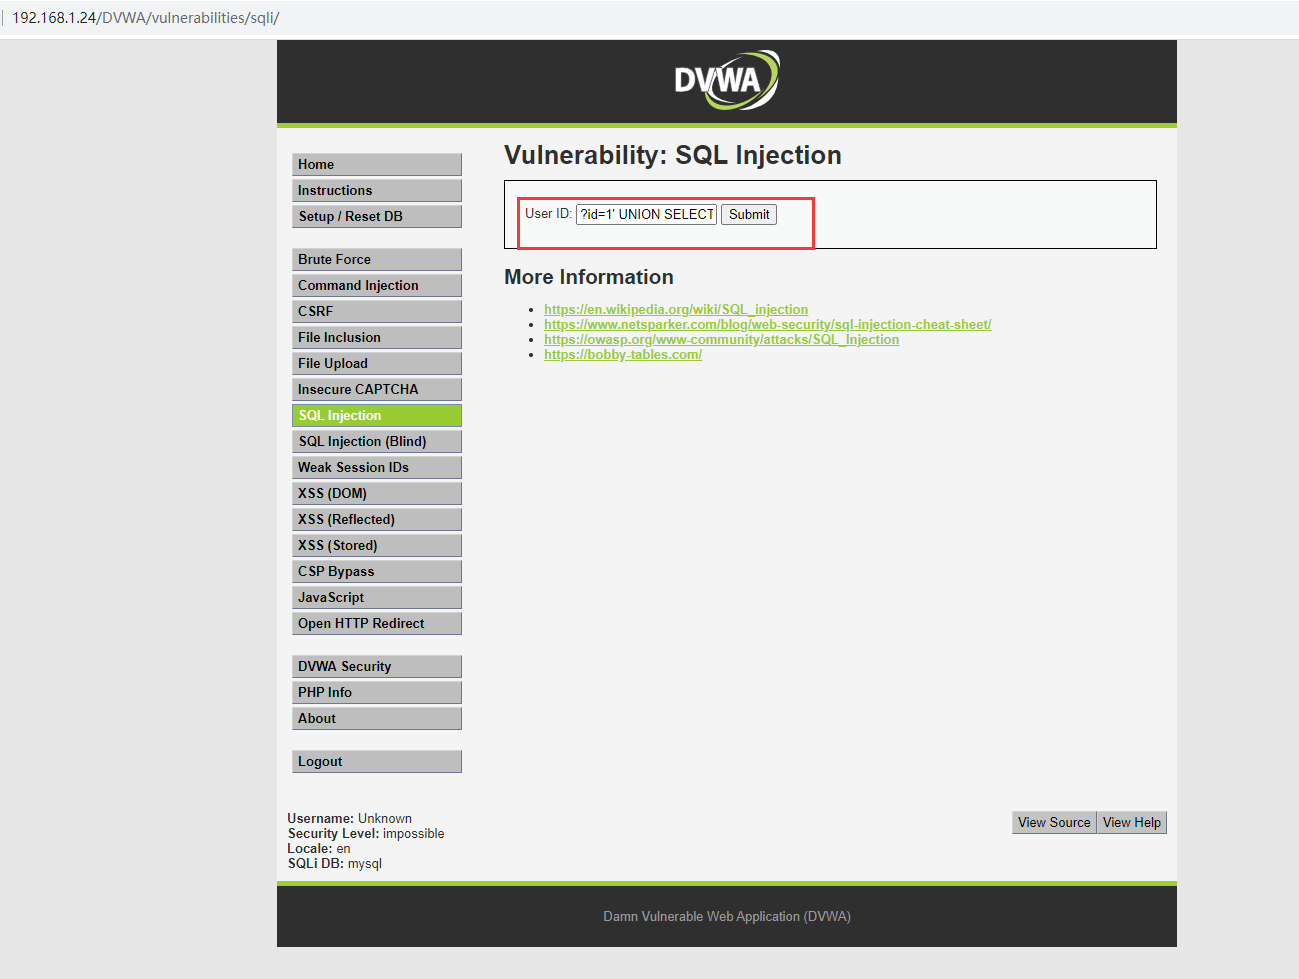 192.168.1.24/DVWA/vulnerabilities/sqli/
DVWA
Home
Instructions
Setup / Reset DB
Brute Force
Command Injection
CSRF
File Inclusion
File Upload
Insecure CAPTCHA
SQL Injection
SQL Injection (Blind)
Weak Session IDs
XSS (DOM)
XSS (Reflected)
XSS (Stored)
CSP Bypass
JavaScript
Open HTTP Redirect
DVWA Security
PHP Info
About
Logout
Vulnerability: SQL Injection
User ID: ?id=1' UNION SELECT Submit
More Information
https://en.wikipedia.org/wiki/SQL_injection
https://www.netsparker.com/blog/web-security/sql-injection-cheat-sheet/
https://owasp.org/www-community/attacks/SQL_Injection
https://bobby-tables.com/
Username: Unknown
Security Level: impossible
Locale: en
SQLi DB: mysql
View Source View Help
Damn Vulnerable Web Application (DVWA)